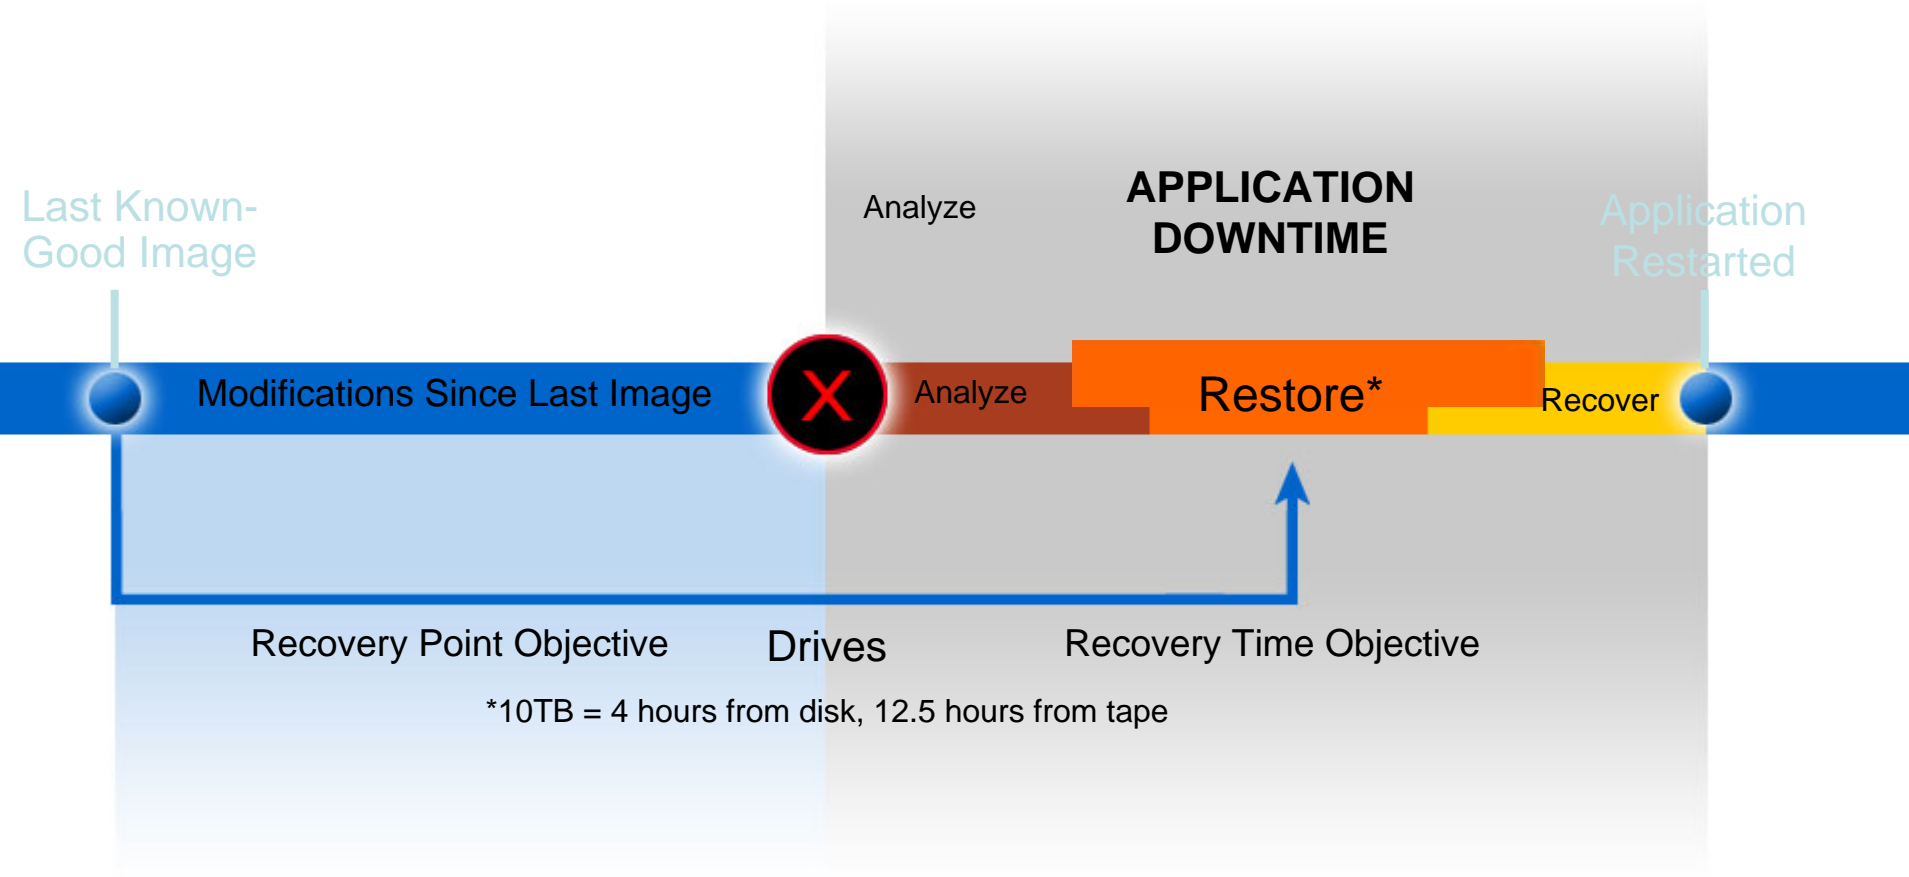 Last Known-
Good Image
Analyze
APPLICATION
DOWNTIME
Application
Restarted
Modifications Since Last Image
X
Analyze
Restore*
Recover
Recovery Point Objective
Drives
Recovery Time Objective
*10TB = 4 hours from disk, 12.5 hours from tape